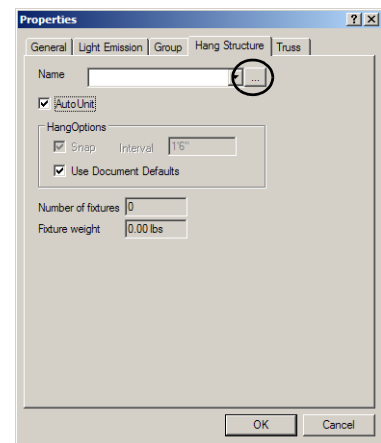 Properties
General Light Emission Group Hang Structure Truss
Name ...
AutoUnit
HangOptions
Snap Interval 1'6"
Use Document Defaults
Number of fixtures 0
Fixture weight 0.00 lbs
OK Cancel